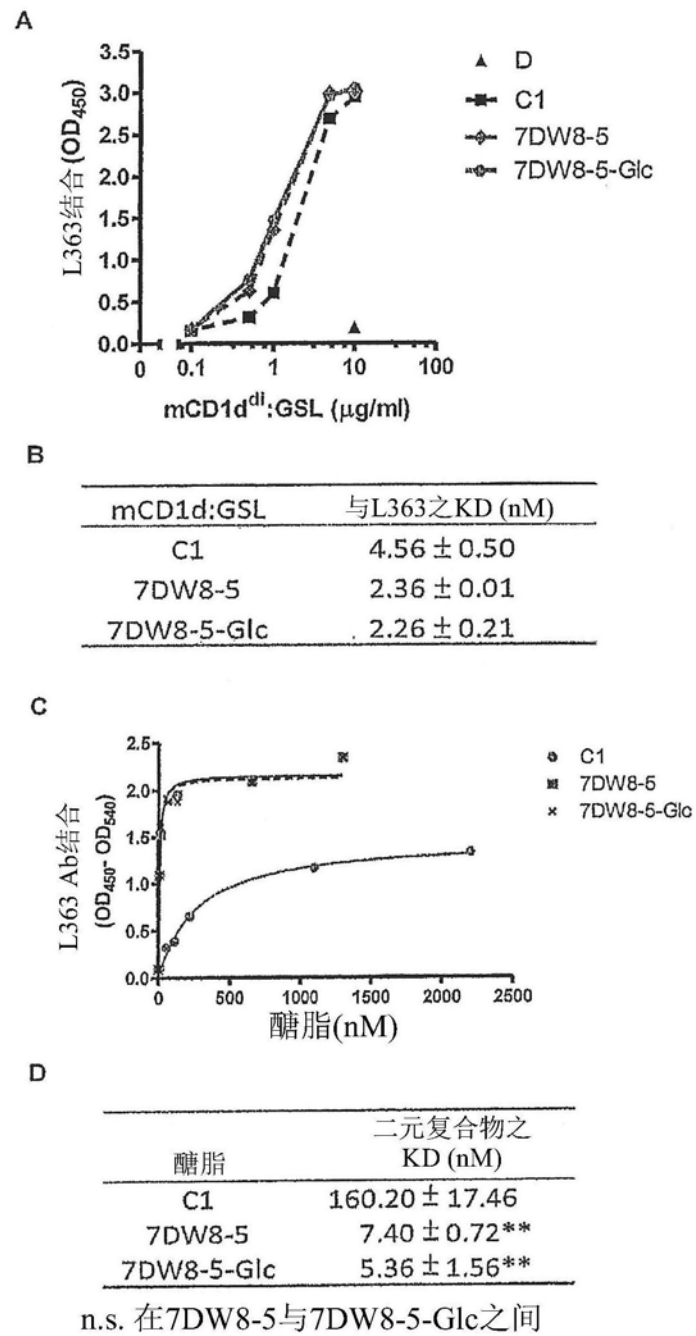 A
L363结合 (OD450)
3.5
3.0
2.5
2.0
1.5
1.0
0.5
0.0
0 0.1 1 10 100
mCD1d^di:GSL (μg/ml)
D
C1
7DW8-5
7DW8-5-Glc
B
mCD1d:GSL 与L363之KD (nM)
C1 4.56 ± 0.50
7DW8-5 2.36 ± 0.01
7DW8-5-Glc 2.26 ± 0.21
C
L363 Ab结合
(OD450- OD540)
2.5
2.0
1.5
1.0
0.5
0.0
0 500 1000 1500 2000 2500
醣脂(nM)
C1
7DW8-5
7DW8-5-Glc
D
二元复合物之
醣脂 KD (nM)
C1 160.20 ± 17.46
7DW8-5 7.40 ± 0.72**
7DW8-5-Glc 5.36 ± 1.56**
n.s. 在7DW8-5与7DW8-5-Glc之间